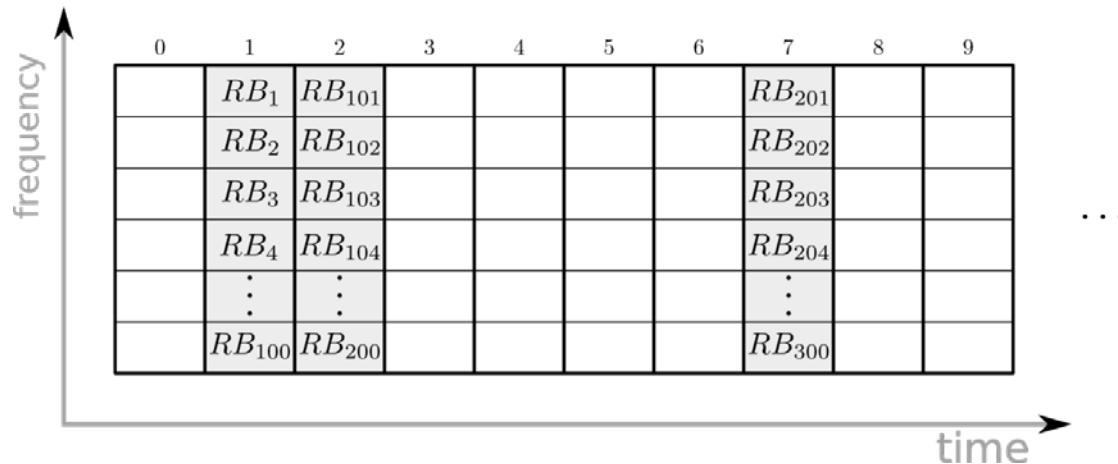 0 1 2 3 4 5 6 7 8 9
frequency
RB₁ RB₁₀₁ RB₂₀₁
RB₂ RB₁₀₂ RB₂₀₂
RB₃ RB₁₀₃ RB₂₀₃
RB₄ RB₁₀₄ RB₂₀₄
⋮ ⋮ ⋮
RB₁₀₀ RB₂₀₀ RB₃₀₀
...
time